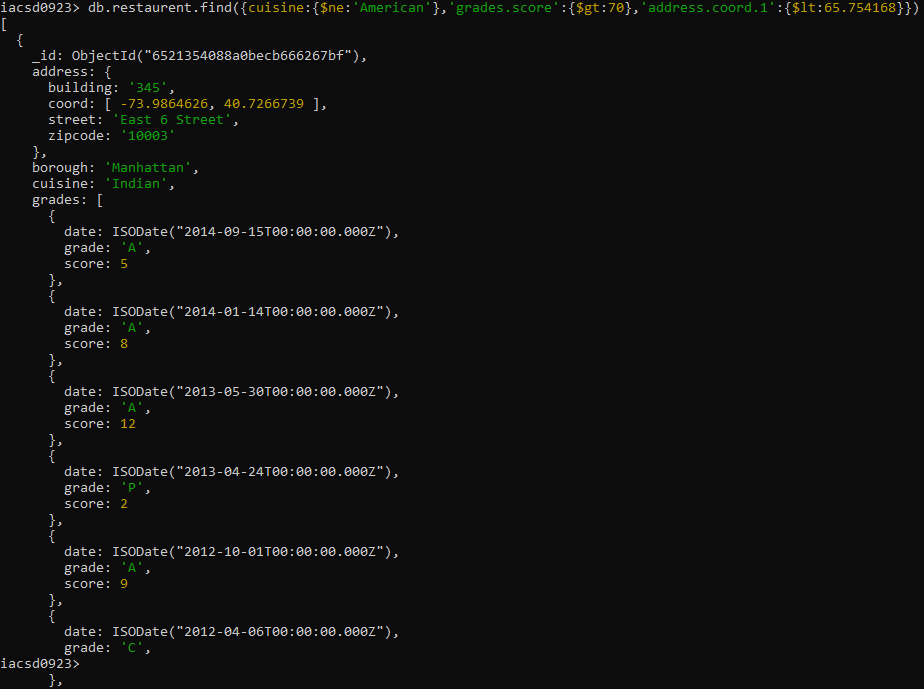 iacsd0923> db.restaurent.find({cuisine:{$ne:'American'},'grades.score':{$gt:70},'address.coord.1':{$lt:65.754168}})
[
  {
    _id: ObjectId("6521354088a0becb666267bf"),
    address: {
      building: '345',
      coord: [ -73.9864626, 40.7266739 ],
      street: 'East 6 Street',
      zipcode: '10003'
    },
    borough: 'Manhattan',
    cuisine: 'Indian',
    grades: [
      {
        date: ISODate("2014-09-15T00:00:00.000Z"),
        grade: 'A',
        score: 5
      },
      {
        date: ISODate("2014-01-14T00:00:00.000Z"),
        grade: 'A',
        score: 8
      },
      {
        date: ISODate("2013-05-30T00:00:00.000Z"),
        grade: 'A',
        score: 12
      },
      {
        date: ISODate("2013-04-24T00:00:00.000Z"),
        grade: 'P',
        score: 2
      },
      {
        date: ISODate("2012-10-01T00:00:00.000Z"),
        grade: 'A',
        score: 9
      },
      {
        date: ISODate("2012-04-06T00:00:00.000Z"),
        grade: 'C',
iacsd0923>
      },